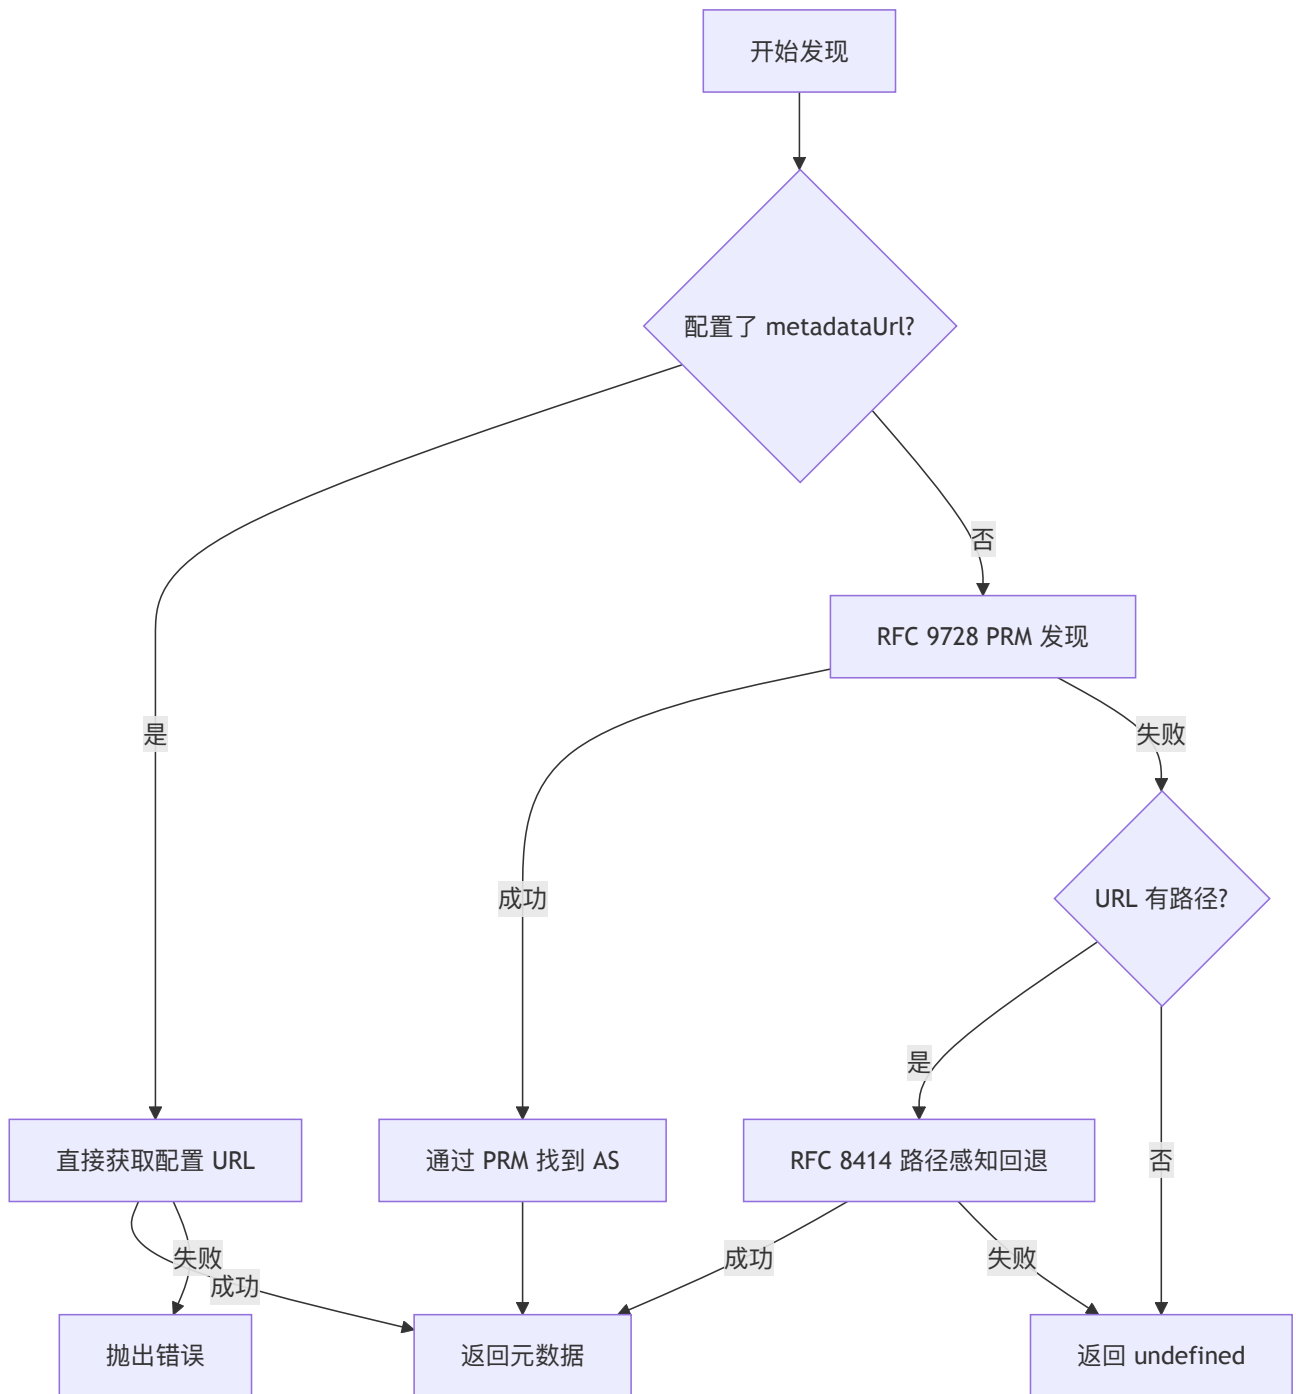 开始发现
配置了 metadataUrl?
否
RFC 9728 PRM 发现
是
失败
成功
URL 有路径?
是
直接获取配置 URL
通过 PRM 找到 AS
RFC 8414 路径感知回退
否
失败
成功
成功
失败
抛出错误
返回元数据
返回 undefined